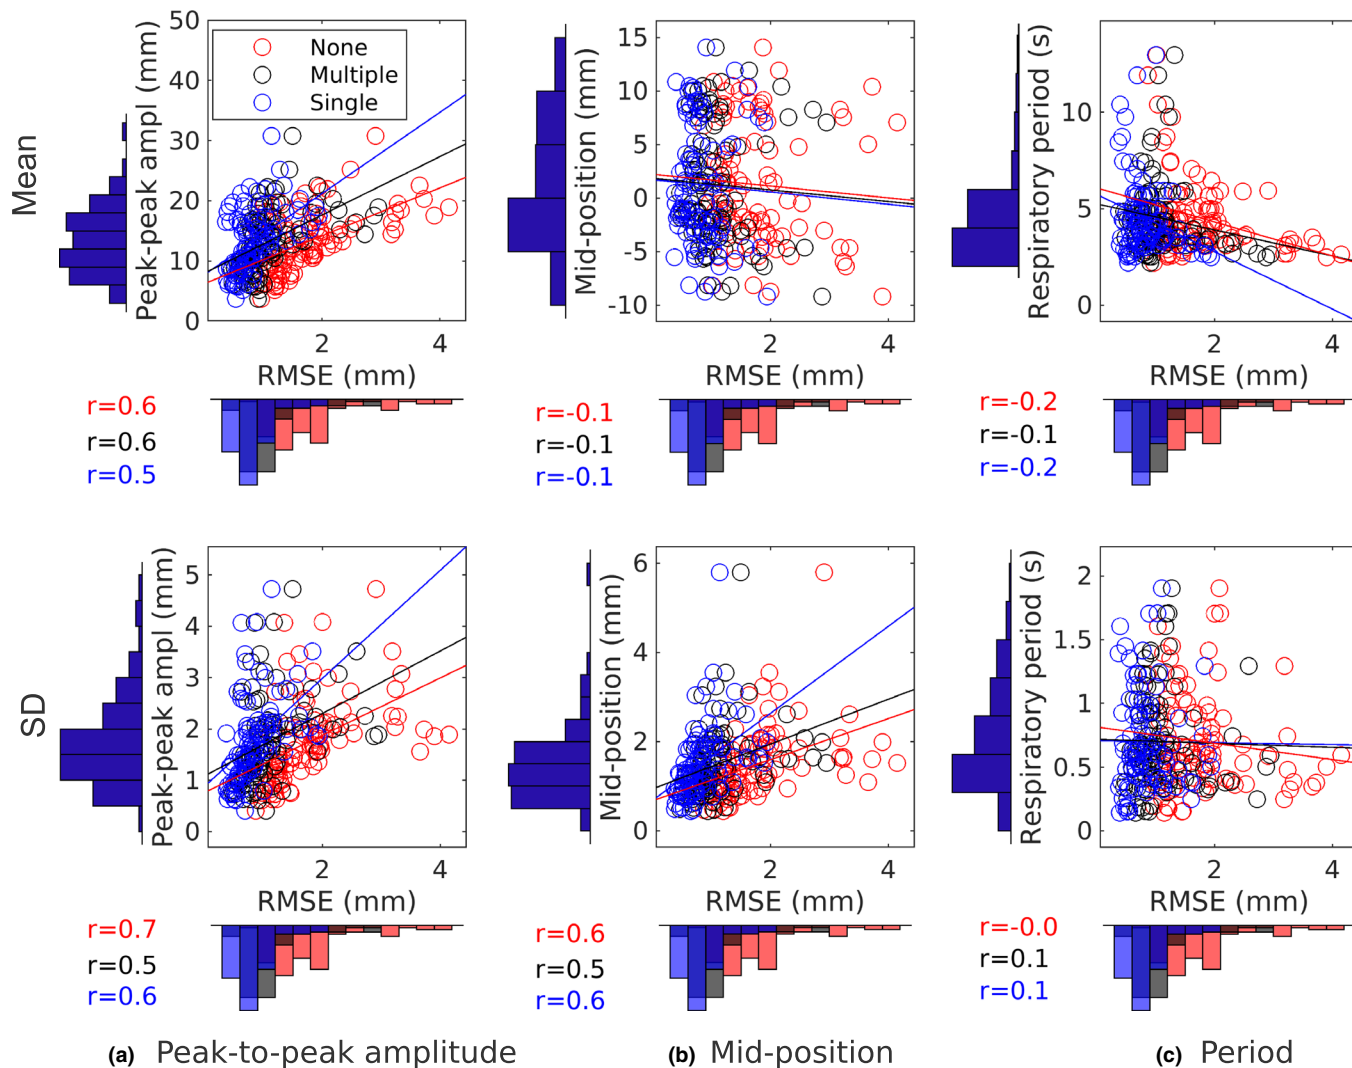 Mean
Peak-peak ampl (mm)
50
40
30
20
10
0
None
Multiple
Single
2
4
RMSE (mm)
r=0.6
r=0.6
r=0.5
Mid-position (mm)
15
10
5
0
-5
-10
2
4
RMSE (mm)
r=-0.1
r=-0.1
r=-0.1
Respiratory period (s)
10
5
0
2
4
RMSE (mm)
r=-0.2
r=-0.1
r=-0.2
SD
Peak-peak ampl (mm)
5
4
3
2
1
0
2
4
RMSE (mm)
r=0.7
r=0.5
r=0.6
Mid-position (mm)
6
4
2
0
2
4
RMSE (mm)
r=0.6
r=0.5
r=0.6
Respiratory period (s)
2
1.5
1
0.5
0
2
4
RMSE (mm)
r=-0.0
r=0.1
r=0.1
(a) Peak-to-peak amplitude
(b) Mid-position
(c) Period